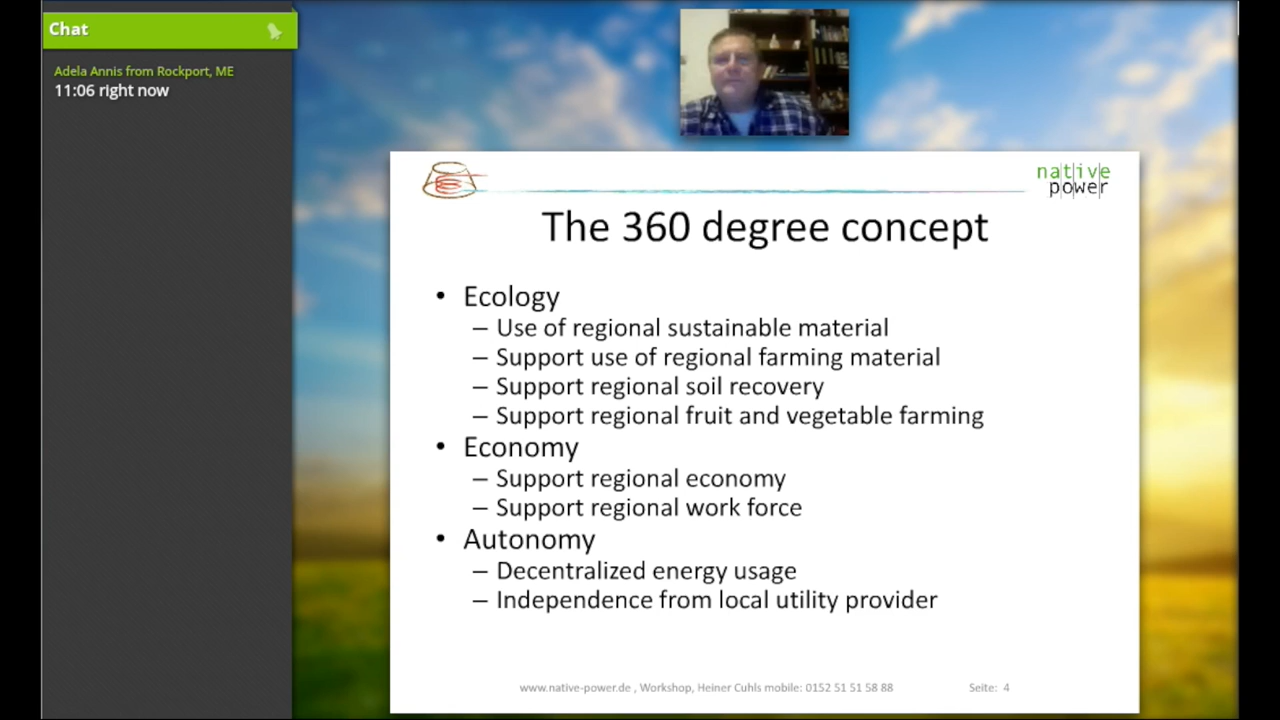 Chat
Adela Annis from Rockport, ME
11:06 right now
native
power
The 360 degree concept
• Ecology
– Use of regional sustainable material
– Support use of regional farming material
– Support regional soil recovery
– Support regional fruit and vegetable farming
• Economy
– Support regional economy
– Support regional work force
• Autonomy
– Decentralized energy usage
– Independence from local utility provider
www.native-power.de , Workshop, Heiner Cuhls mobile: 0152 51 51 58 88 Seite: 4